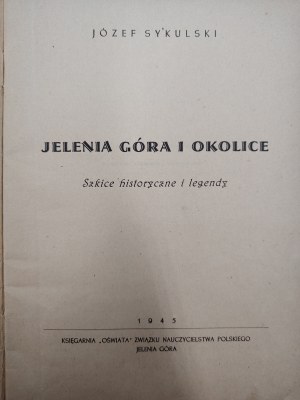 JÓZEF SYKULSKI
JELENIA GÓRA I OKOLICE
Szkice historyczne i legendy
1945
KSIĘGARNIA „OŚWIATA" ZWIĄZKU NAUCZYCIELSTWA POLSKIEGO
JELENIA GÓRA